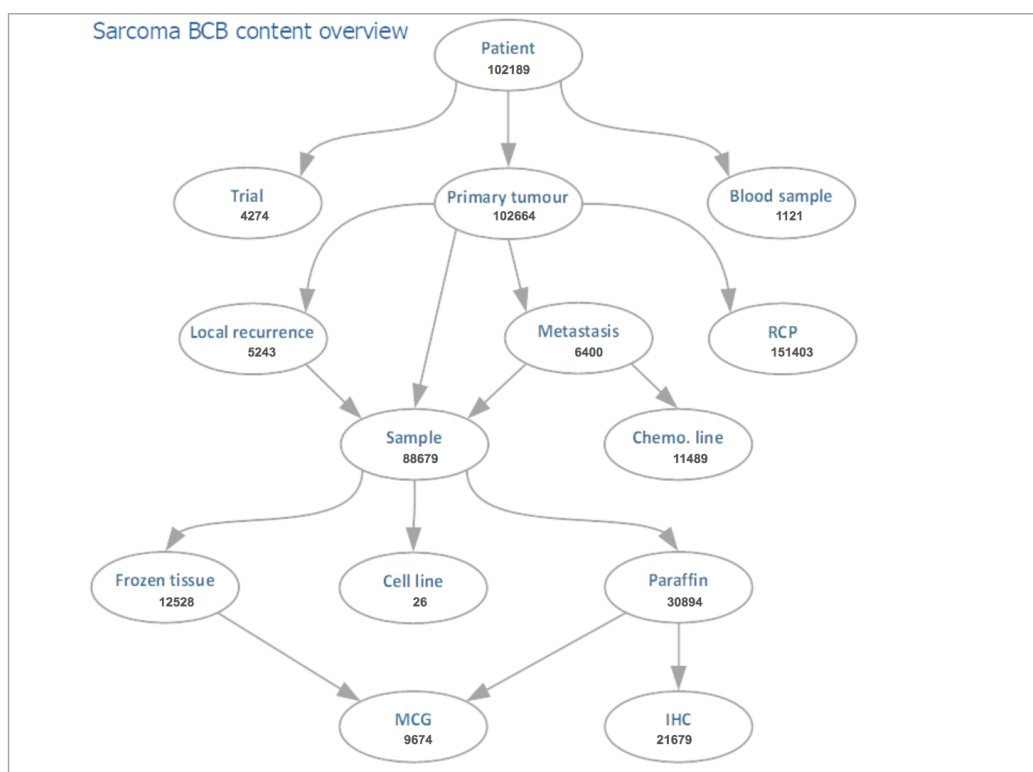 Sarcoma BCB content overview
Patient
102189
Trial
4274
Primary tumour
102664
Blood sample
1121
Local recurrence
5243
Metastasis
6400
RCP
151403
Sample
88679
Chemo. line
11489
Frozen tissue
12528
Cell line
26
Paraffin
30894
MCG
9674
IHC
21679